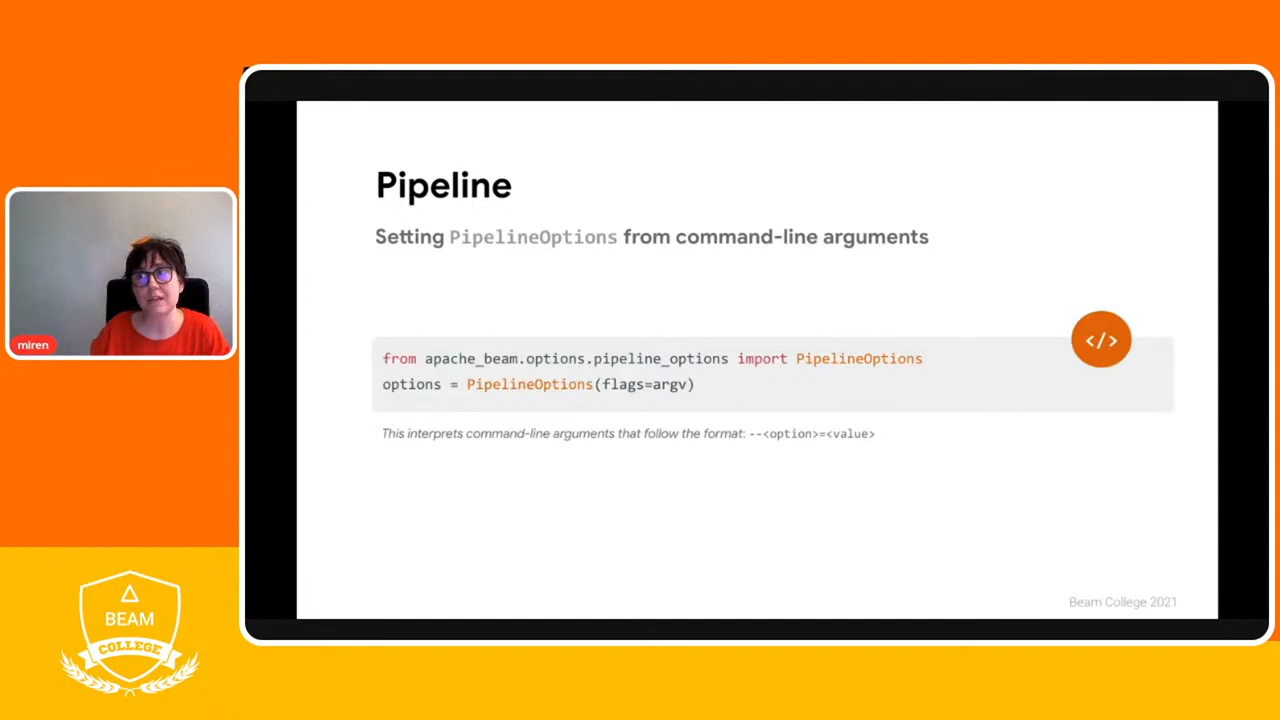 Pipeline
Setting PipelineOptions from command-line arguments
</>
from apache_beam.options.pipeline_options import PipelineOptions
options = PipelineOptions(flags=argv)
This interprets command-line arguments that follow the format: --<option>=<value>
Beam College 2021
miren
BEAM
COLLEGE